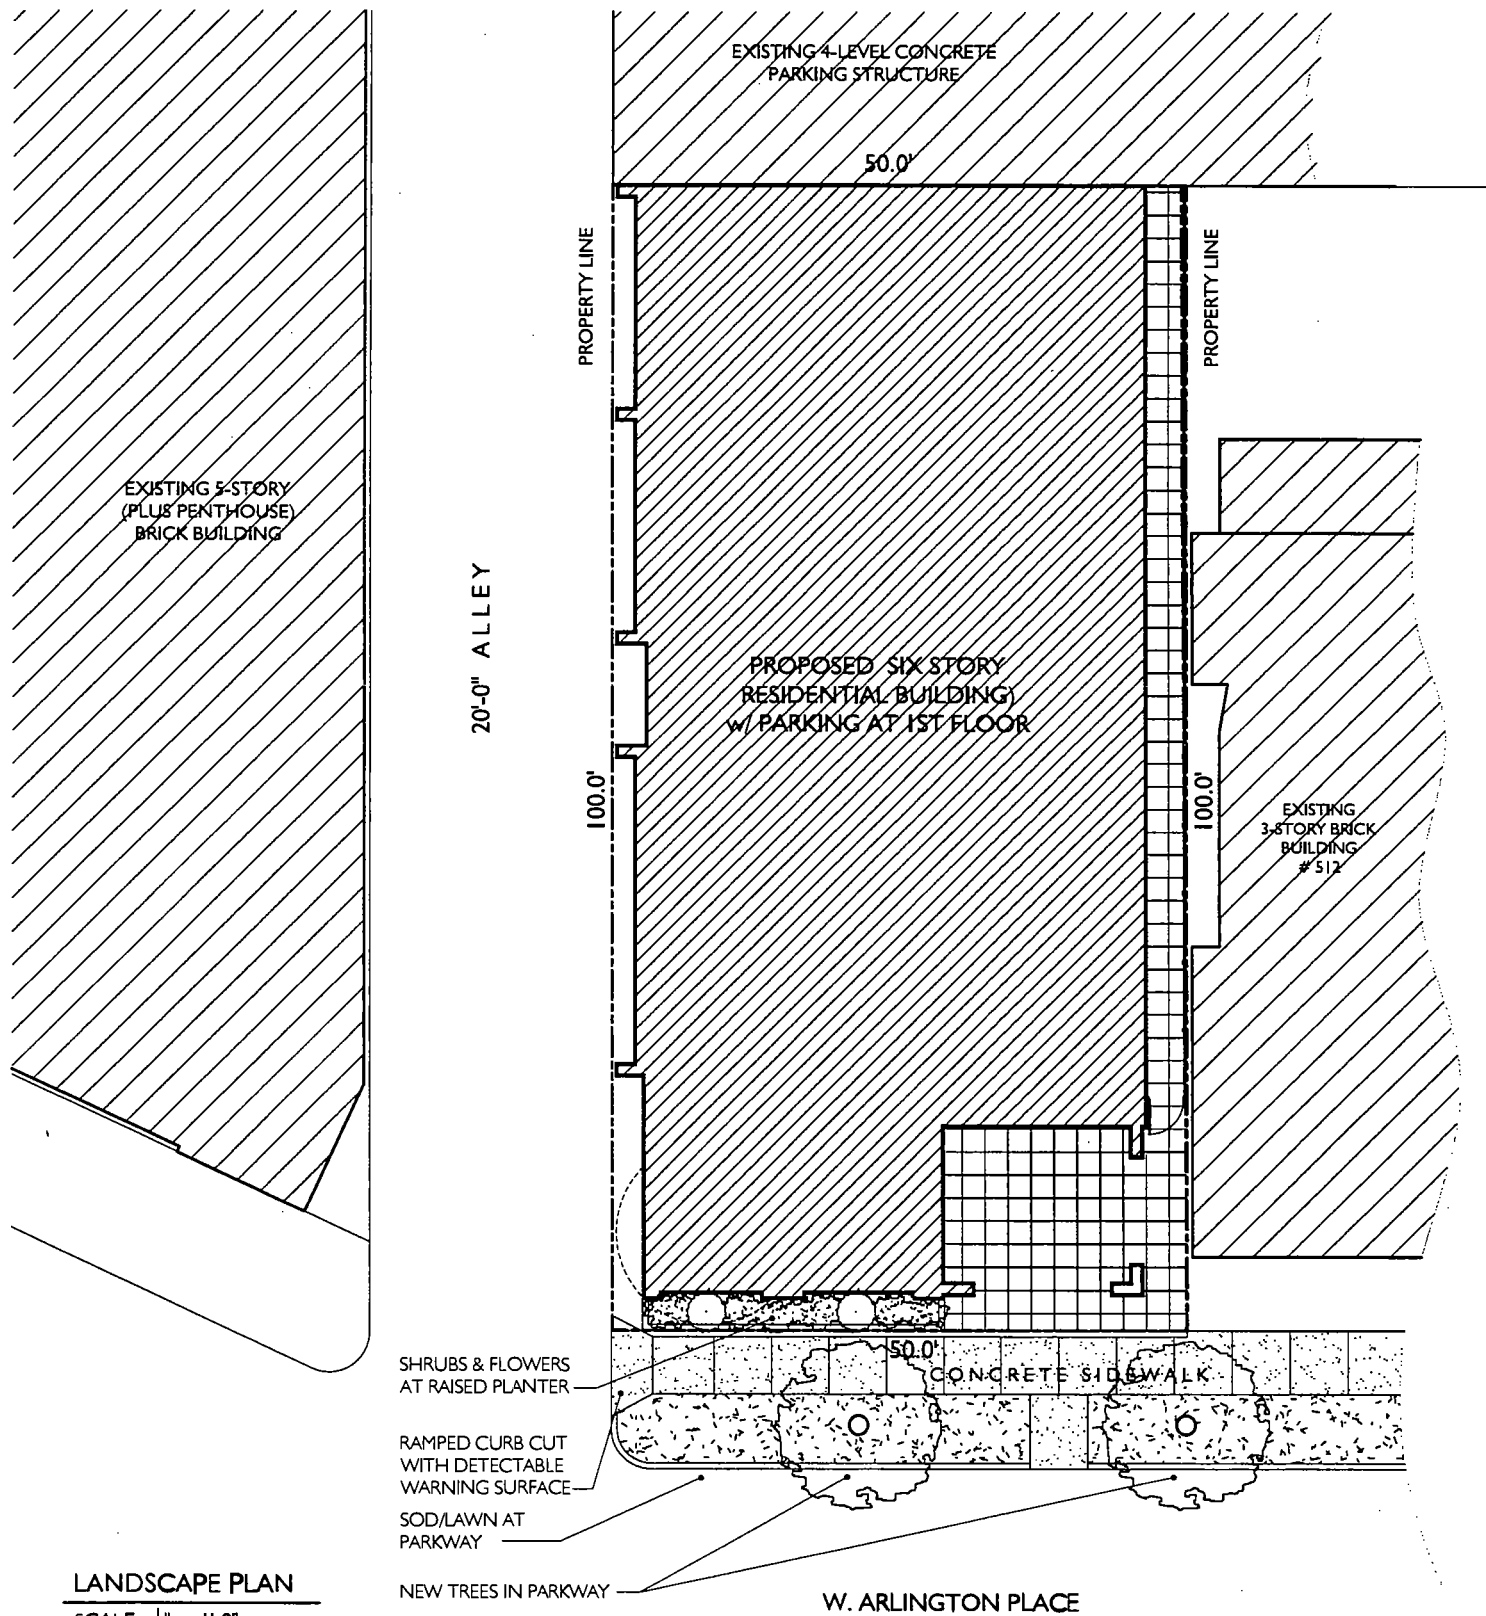 EXISTING 4-LEVEL CONCRETE
PARKING STRUCTURE
50.0'
PROPERTY LINE
PROPERTY LINE
EXISTING 5-STORY
(PLUS PENTHOUSE)
BRICK BUILDING
20'-0" ALLEY
PROPOSED SIX STORY
RESIDENTIAL BUILDING)
w/ PARKING AT 1ST FLOOR
100.0'
100.0'
EXISTING
3-STORY BRICK
BUILDING
# 512
50.0'
CONCRETE SIDEWALK
SHRUBS & FLOWERS
AT RAISED PLANTER
RAMPED CURB CUT
WITH DETECTABLE
WARNING SURFACE
SOD/LAWN AT
PARKWAY
NEW TREES IN PARKWAY
LANDSCAPE PLAN
W. ARLINGTON PLACE